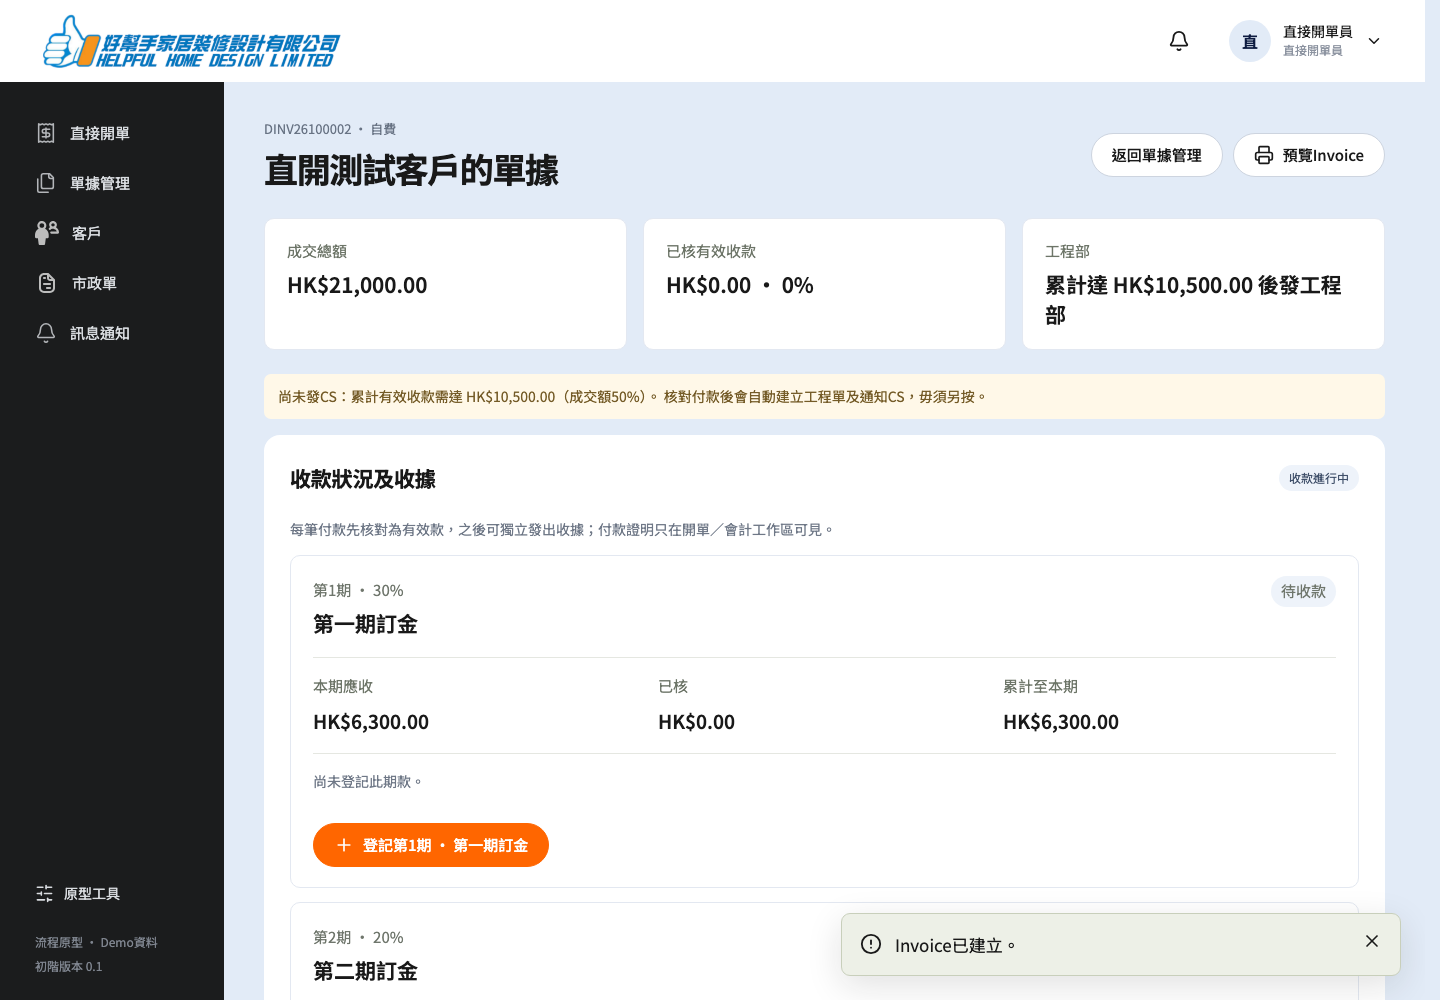 好幫手家居裝修設計有限公司
HELPFUL HOME DESIGN LIMITED
直
直接開單員
直接開單員
直接開單
單據管理
客戶
市政單
訊息通知
原型工具
流程原型 • Demo資料
初階版本 0.1
DINV26100002 • 自費
直開測試客戶的單據
返回單據管理
預覽Invoice
成交總額
HK$21,000.00
已核有效收款
HK$0.00 • 0%
工程部
累計達 HK$10,500.00 後發工程
部
尚未發CS：累計有效收款需達 HK$10,500.00（成交額50%）。 核對付款後會自動建立工程單及通知CS，毋須另按。
收款狀況及收據
收款進行中
每筆付款先核對為有效款，之後可獨立發出收據；付款證明只在開單／會計工作區可見。
第1期 • 30%
待收款
第一期訂金
本期應收
已核
累計至本期
HK$6,300.00
HK$0.00
HK$6,300.00
尚未登記此期款。
登記第1期 • 第一期訂金
第2期 • 20%
第二期訂金
Invoice已建立。